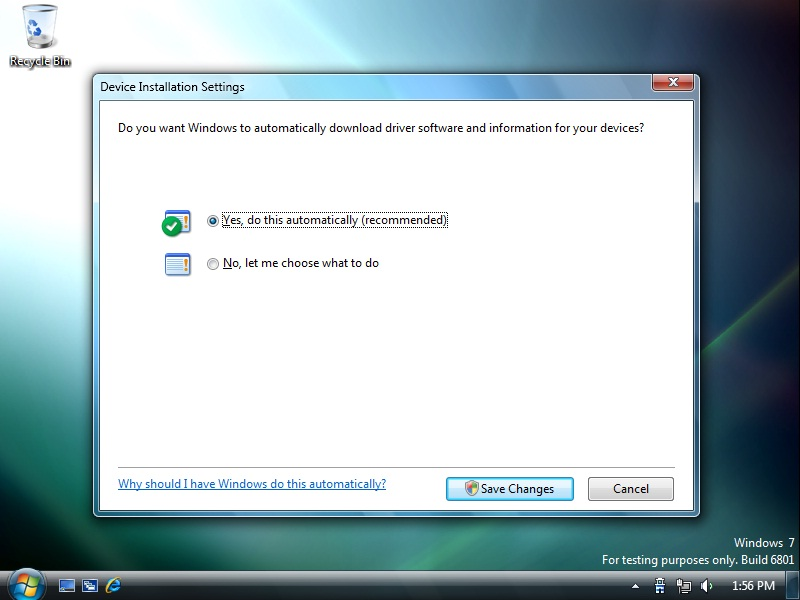 Recycle Bin
Device Installation Settings
Do you want Windows to automatically download driver software and information for your devices?
Yes, do this automatically (recommended)
No, let me choose what to do
Why should I have Windows do this automatically?
Save Changes
Cancel
Windows 7
For testing purposes only. Build 6801
1:56 PM